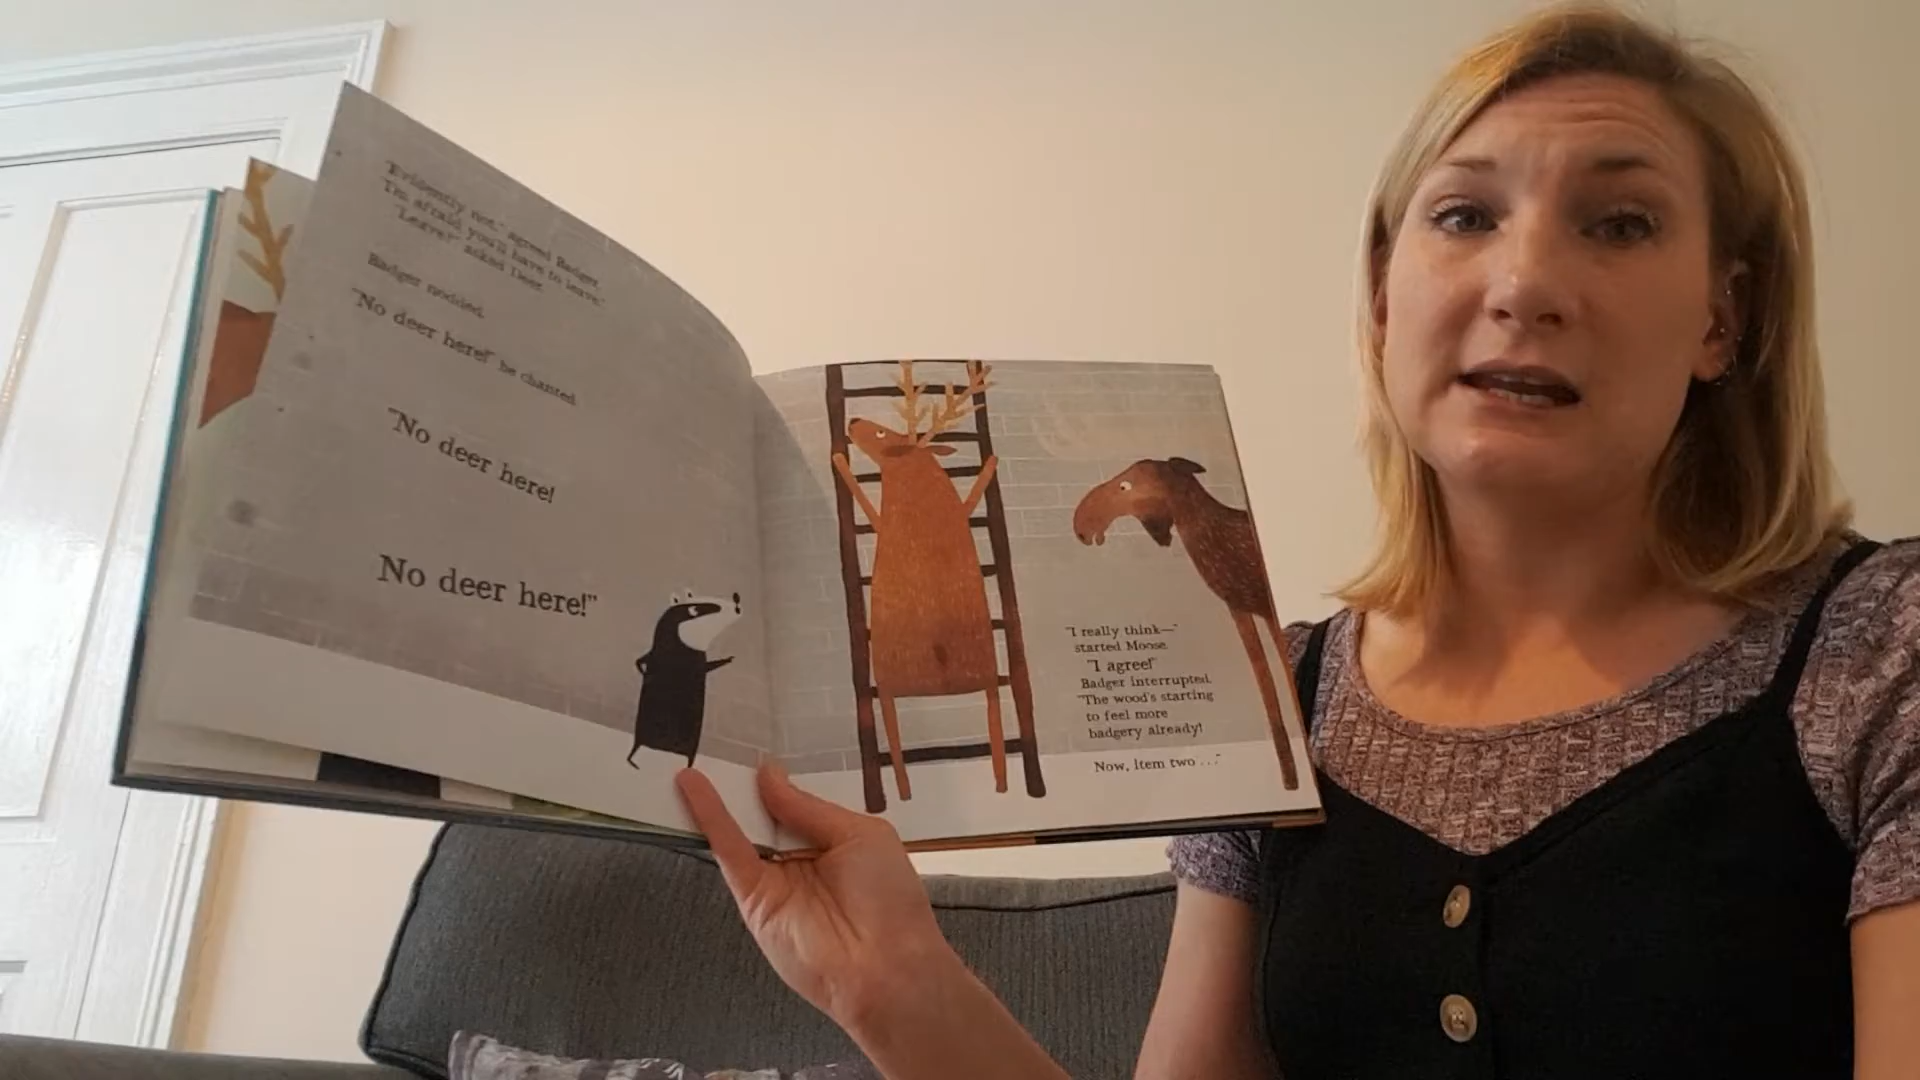 "Evidently not," agreed Badger.
"I'm afraid you'll have to leave."
"Leave?" asked Deer.
Badger nodded.
"No deer here!" he chanted.
"No deer here!
No deer here!"
"I really think—"
started Moose.
"I agree!"
Badger interrupted.
"The wood's starting
to feel more
badgery already!
Now, item two . . ."